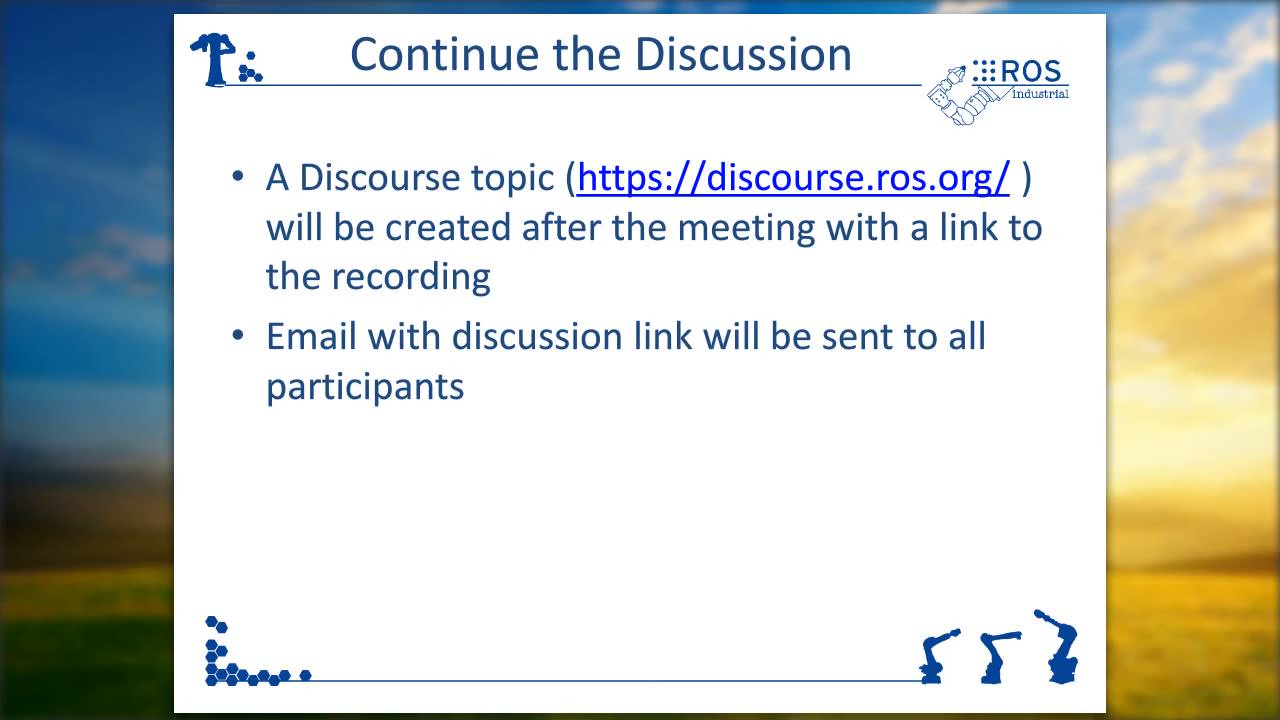 Continue the Discussion
ROS
industrial
• A Discourse topic (https://discourse.ros.org/ )
will be created after the meeting with a link to
the recording
• Email with discussion link will be sent to all
participants